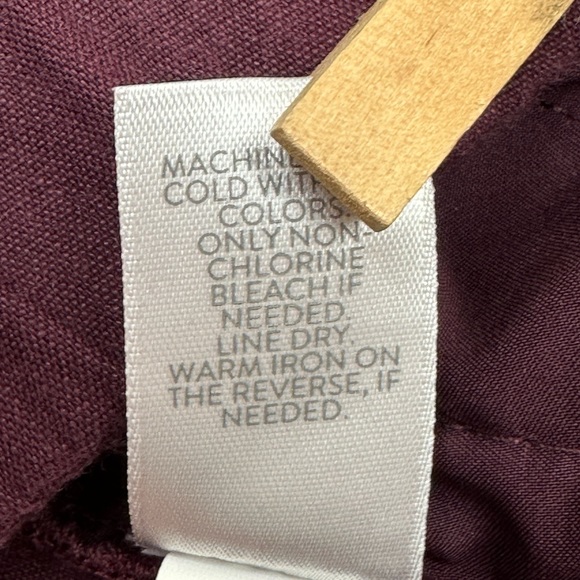 MACHINE
COLD WITH
COLORS.
ONLY NON-
CHLORINE
BLEACH IF
NEEDED.
LINE DRY.
WARM IRON ON
THE REVERSE, IF
NEEDED.